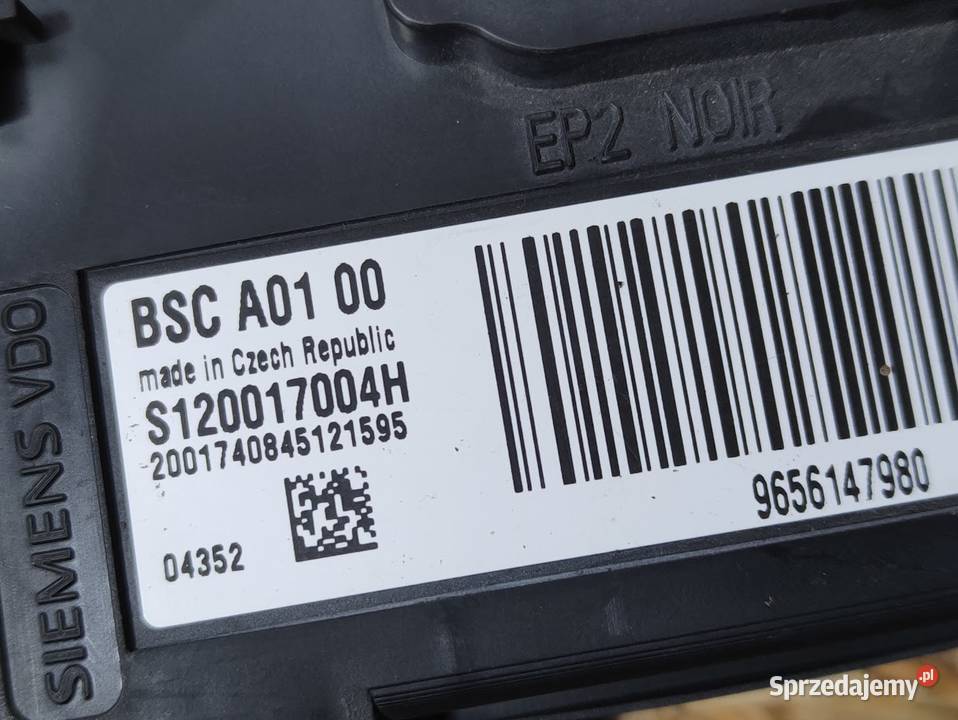 EP2 NOIR
SIEMENS VDO
BSC A01 00
made in Czech Republic
S120017004H
2001740845121595
04352
9656147980
Sprzedajemy.pl